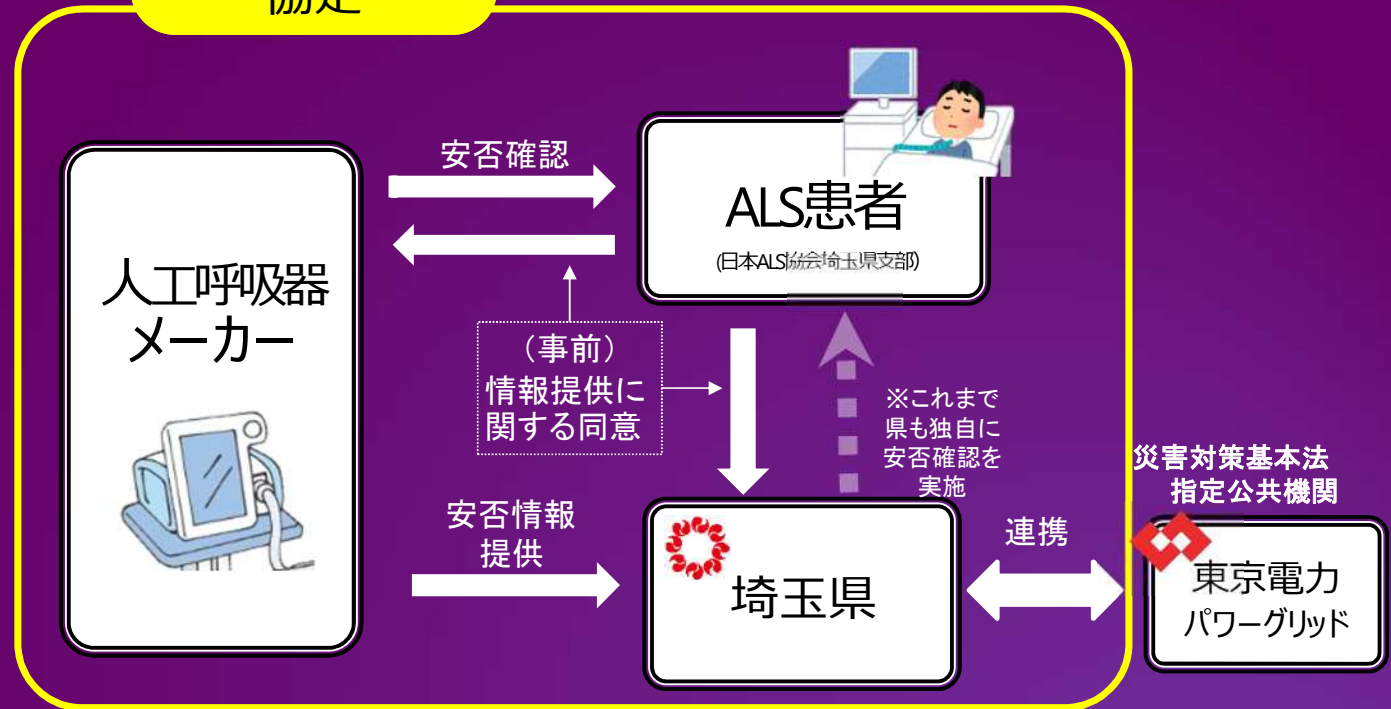 協定
安否確認
人工呼吸器
メーカー
ALS患者
(日本ALS協会埼玉県支部)
（事前）
情報提供に
関する同意
※これまで
県も独自に
安否確認を
実施
安否情報
提供
埼玉県
連携
災害対策基本法
指定公共機関
東京電力
パワーグリッド